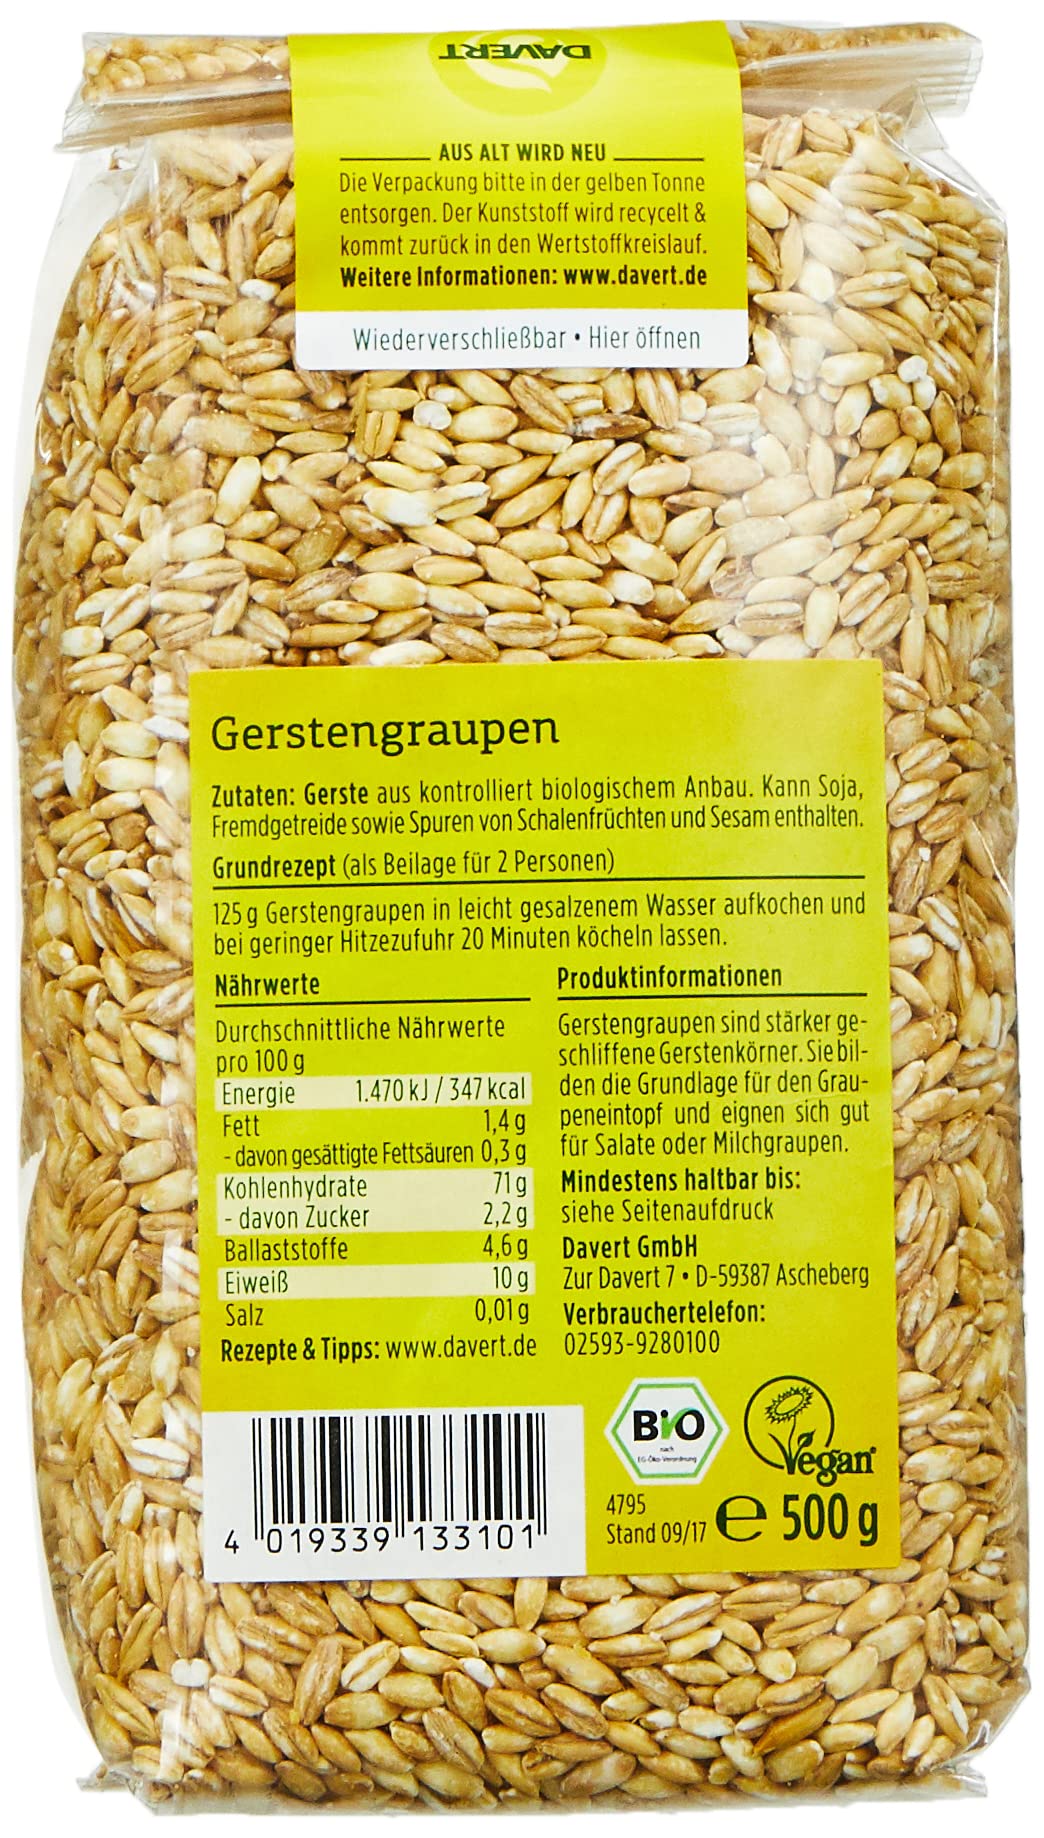 DAVERT
AUS ALT WIRD NEU
Die Verpackung bitte in der gelben Tonne
entsorgen. Der Kunststoff wird recycelt &
kommt zurück in den Wertstoffkreislauf.
Weitere Informationen: www.davert.de
Wiederverschließbar • Hier öffnen
Gerstengraupen
Zutaten: Gerste aus kontrolliert biologischem Anbau. Kann Soja,
Fremdgetreide sowie Spuren von Schalenfrüchten und Sesam enthalten.
Grundrezept (als Beilage für 2 Personen)
125 g Gerstengraupen in leicht gesalzenem Wasser aufkochen und
bei geringer Hitzezufuhr 20 Minuten köcheln lassen.
Nährwerte
Durchschnittliche Nährwerte
pro 100 g
Energie 1.470 kJ / 347 kcal
Fett 1,4 g
- davon gesättigte Fettsäuren 0,3 g
Kohlenhydrate 71 g
- davon Zucker 2,2 g
Ballaststoffe 4,6 g
Eiweiß 10 g
Salz 0,01 g
Rezepte & Tipps: www.davert.de
Produktinformationen
Gerstengraupen sind stärker ge-
schliffene Gerstenkörner. Sie bil-
den die Grundlage für den Grau-
peneintopf und eignen sich gut
für Salate oder Milchgraupen.
Mindestens haltbar bis:
siehe Seitenaufdruck
Davert GmbH
Zur Davert 7 • D-59387 Ascheberg
Verbrauchertelefon:
02593-9280100
4 019339 133101
BiO
nach
EG-Öko-Verordnung
Vegan
4795
Stand 09/17
e 500 g